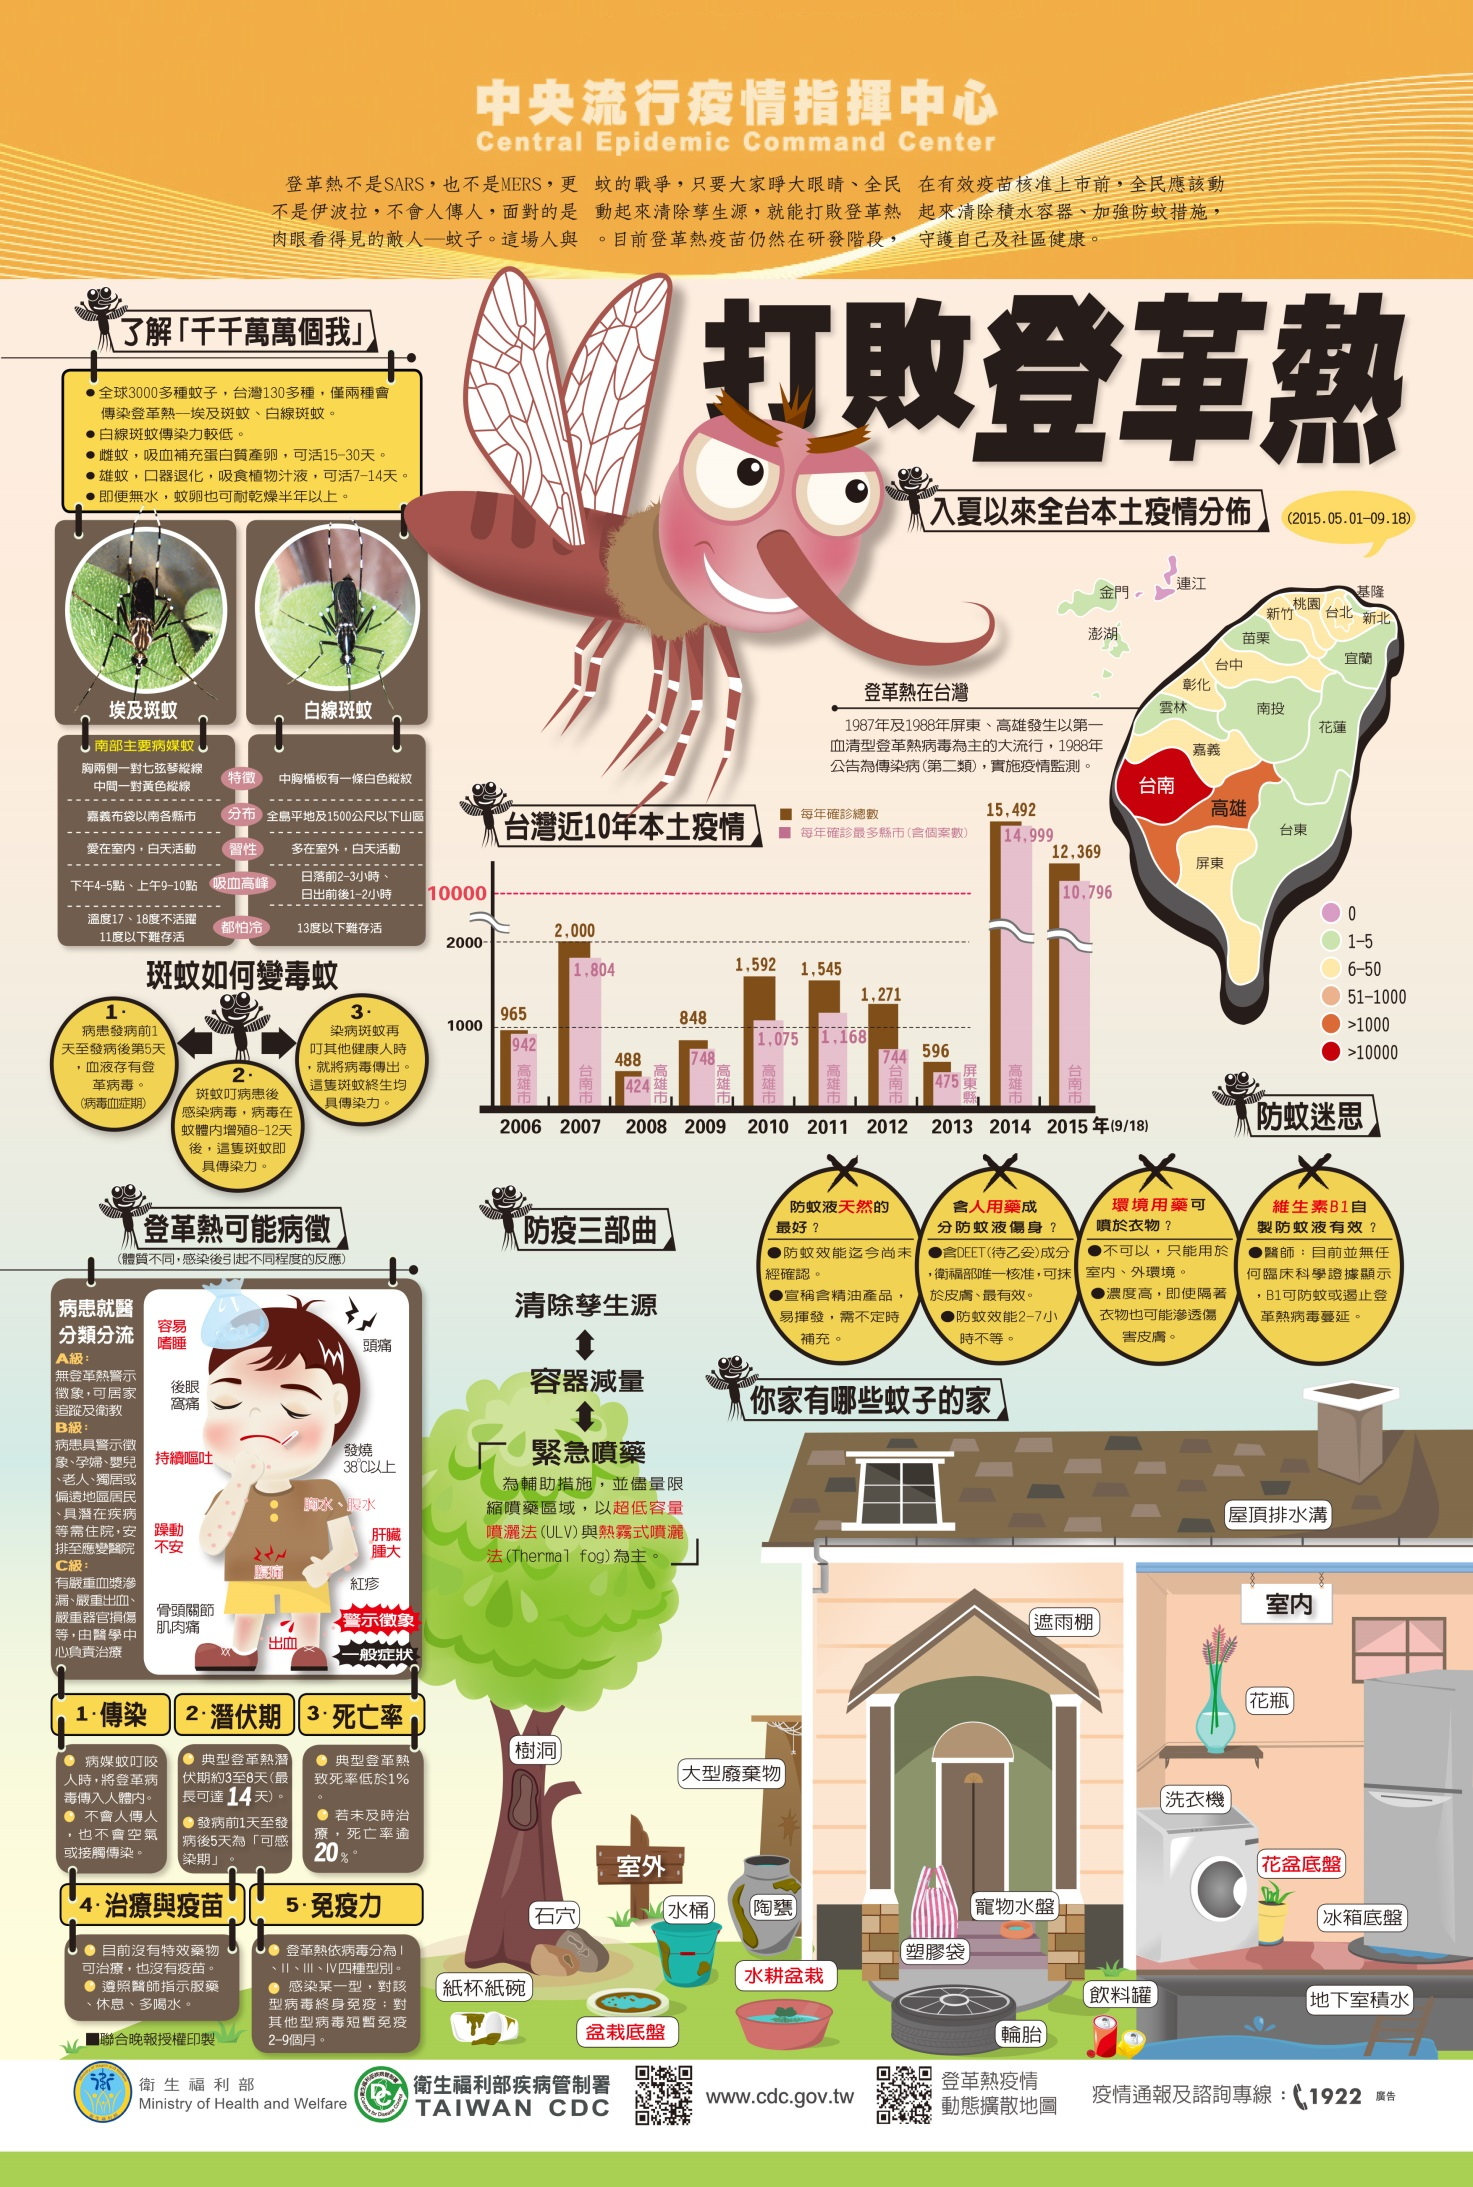 中央流行疫情指揮中心
Central Epidemic Command Center
登革熱不是SARS，也不是MERS，更
不是伊波拉，不會人傳人，面對的是
肉眼看得見的敵人—蚊子。這場人與
蚊的戰爭，只要大家睜大眼睛、全民
動起來清除孳生源，就能打敗登革熱
。目前登革熱疫苗仍然在研發階段，
在有效疫苗核准上市前，全民應該動
起來清除積水容器、加強防蚊措施，
守護自己及社區健康。
打敗登革熱
了解「千千萬萬個我」
●全球3000多種蚊子，台灣130多種，僅兩種會
傳染登革熱—埃及斑蚊、白線斑蚊。
●白線斑蚊傳染力較低。
●雌蚊，吸血補充蛋白質產卵，可活15-30天。
●雄蚊，口器退化，吸食植物汁液，可活7-14天。
●即便無水，蚊卵也可耐乾燥半年以上。
埃及斑蚊
白線斑蚊
南部主要病媒蚊
胸兩側一對七弦琴縱線
中間一對黃色縱線
特徵
中胸楯板有一條白色縱紋
嘉義布袋以南各縣市
分布
全島平地及1500公尺以下山區
愛在室內，白天活動
習性
多在室外，白天活動
下午4-5點、上午9-10點
吸血高峰
日落前2-3小時、
日出前後1-2小時
溫度17、18度不活躍
11度以下難存活
都怕冷
13度以下難存活
斑蚊如何變毒蚊
1.
病患發病前1
天至發病後第5天
，血液存有登
革病毒。
(病毒血症期)
2.
斑蚊叮病患後
感染病毒，病毒在
蚊體內增殖8-12天
後，這隻斑蚊即
具傳染力。
3.
染病斑蚊再
叮其他健康人時
，就將病毒傳出。
這隻斑蚊終生均
具傳染力。
入夏以來全台本土疫情分佈
(2015.05.01-09.18)
金門
連江
澎湖
基隆
桃園
台北
新竹
新北
苗栗
宜蘭
台中
彰化
雲林
南投
花蓮
嘉義
台南
高雄
台東
屏東
0
1-5
6-50
51-1000
>1000
>10000
登革熱在台灣
1987年及1988年屏東、高雄發生以第一
血清型登革熱病毒為主的大流行，1988年
公告為傳染病(第二類)，實施疫情監測。
台灣近10年本土疫情
每年確診總數
每年確診最多縣市(含個案數)
10000
2000
1000
965
942
高雄市
2,000
1,804
台南市
488
424
高雄市
848
748
高雄市
1,592
1,075
高雄市
1,545
1,168
高雄市
1,271
744
台南市
596
475
屏東縣
15,492
14,999
高雄市
12,369
10,796
台南市
2006 2007 2008 2009 2010 2011 2012 2013 2014 2015 年(9/18)
防蚊迷思
防蚊液天然的
最好？
●防蚊效能迄今尚未
經確認。
●宣稱含精油產品，
易揮發，需不定時
補充。
含人用藥成
分防蚊液傷身？
●含DEET(待乙妥)成分
，衛福部唯一核准，可抹
於皮膚、最有效。
●防蚊效能2-7小
時不等。
環境用藥可
噴於衣物？
●不可以，只能用於
室內、外環境。
●濃度高，即使隔著
衣物也可能滲透傷
害皮膚。
維生素B1自
製防蚊液有效？
●醫師：目前並無任
何臨床科學證據顯示
，B1可防蚊或遏止登
革熱病毒蔓延。
登革熱可能病徵
(體質不同，感染後引起不同程度的反應)
病患就醫
分類分流
A級：
無登革熱警示
徵象，可居家
追蹤及衛教
B級：
病患具警示徵
象、孕婦、嬰兒
、老人、獨居或
偏遠地區居民
、具潛在疾病
等需住院，安
排至應變醫院
C級：
有嚴重血漿滲
漏、嚴重出血、
嚴重器官損傷
等，由醫學中
心負責治療
容易
嗜睡
頭痛
後眼
窩痛
持續嘔吐
發燒
38℃以上
胸水、腹水
躁動
不安
肝臟
腫大
腹痛
紅疹
骨頭關節
肌肉痛
出血
警示徵象
一般症狀
防疫三部曲
清除孳生源
容器減量
緊急噴藥
為輔助措施，並儘量限
縮噴藥區域，以超低容量
噴灑法(ULV)與熱霧式噴灑
法(Thermal fog)為主。
1.傳染
病媒蚊叮咬
人時，將登革病
毒傳入人體內。
不會人傳人
，也不會空氣
或接觸傳染。
2.潛伏期
典型登革熱潛
伏期約3至8天(最
長可達14天)。
發病前1天至發
病後5天為「可感
染期」。
3.死亡率
典型登革熱
致死率低於1%
。
若未及時治
療，死亡率逾
20%。
4.治療與疫苗
目前沒有特效藥物
可治療，也沒有疫苗。
遵照醫師指示服藥
、休息、多喝水。
5.免疫力
登革熱依病毒分為I
、II、III、IV四種型別。
感染某一型，對該
型病毒終身免疫；對
其他型病毒短暫免疫
2-9個月。
■聯合晚報授權印製
你家有哪些蚊子的家
屋頂排水溝
室內
遮雨棚
花瓶
樹洞
大型廢棄物
洗衣機
室外
花盆底盤
石穴
水桶
陶甕
寵物水盤
冰箱底盤
塑膠袋
紙杯紙碗
水耕盆栽
飲料罐
地下室積水
盆栽底盤
輪胎
衛生福利部
Ministry of Health and Welfare
衛生福利部疾病管制署
TAIWAN CDC
www.cdc.gov.tw
登革熱疫情
動態擴散地圖
疫情通報及諮詢專線：1922 廣告